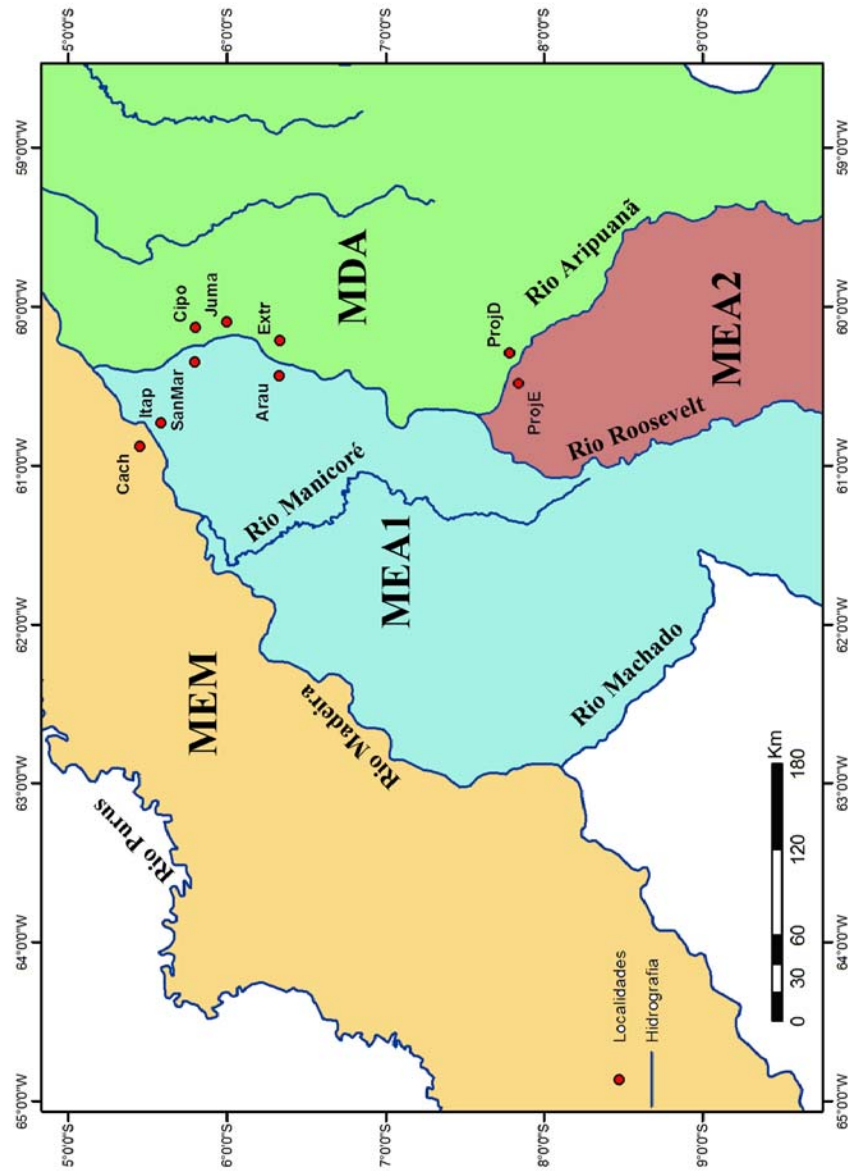 65°0'0"W
64°0'0"W
63°0'0"W
62°0'0"W
61°0'0"W
60°0'0"W
59°0'0"W
5°0'0"S
5°0'0"S
6°0'0"S
6°0'0"S
7°0'0"S
7°0'0"S
8°0'0"S
8°0'0"S
9°0'0"S
9°0'0"S
Rio Purus
MEM
Cach
Itap
SanMar
Cipo
Juma
Arau
Extr
Rio Manicoré
Rio Madeira
MDA
MEA1
ProjD
ProjE
Rio Aripuanã
Rio Roosevelt
MEA2
Rio Machado
Localidades
Hidrografia
0 30 60 120 180
Km
65°0'0"W
64°0'0"W
63°0'0"W
62°0'0"W
61°0'0"W
60°0'0"W
59°0'0"W